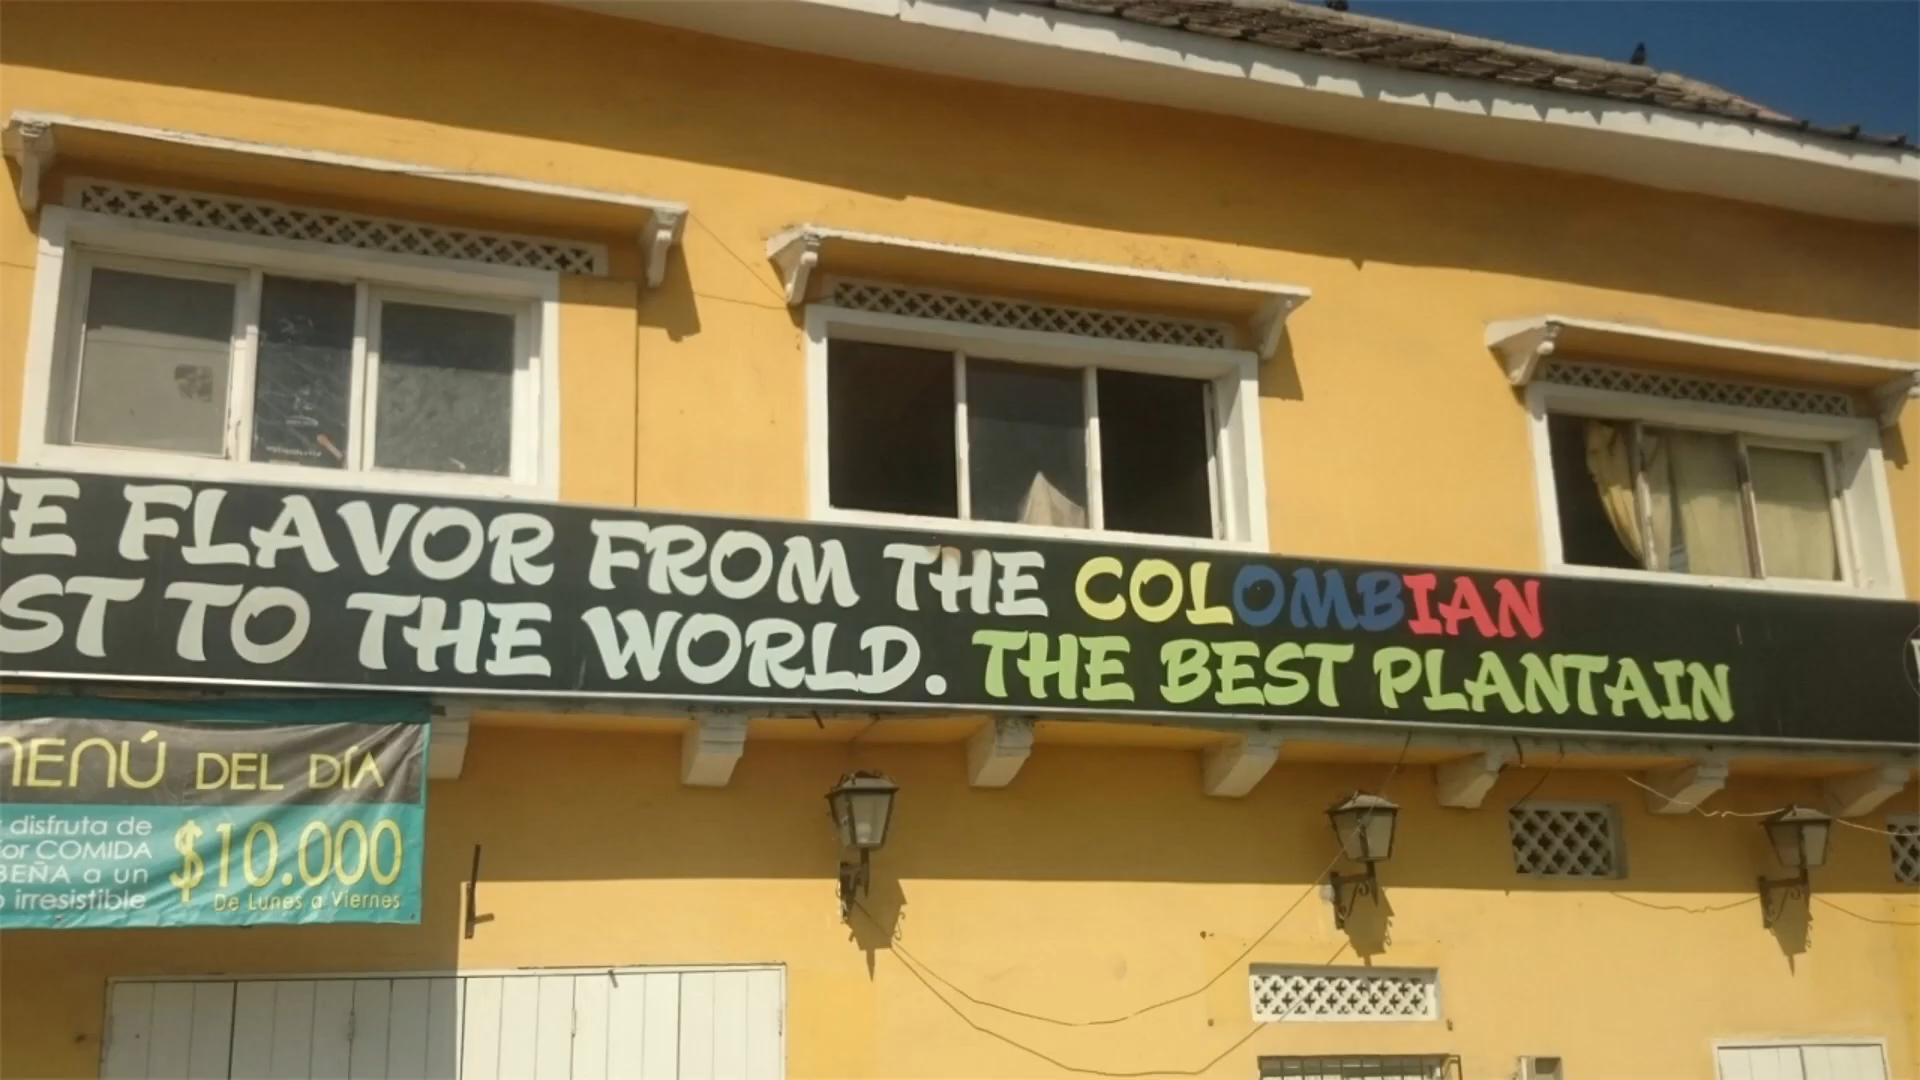 E FLAVOR FROM THE COLOMBIAN
ST TO THE WORLD. THE BEST PLANTAIN
MENÚ DEL DÍA
disfruta de
or COMIDA
BEÑA a un
irresistible
$10.000
De Lunes a Viernes